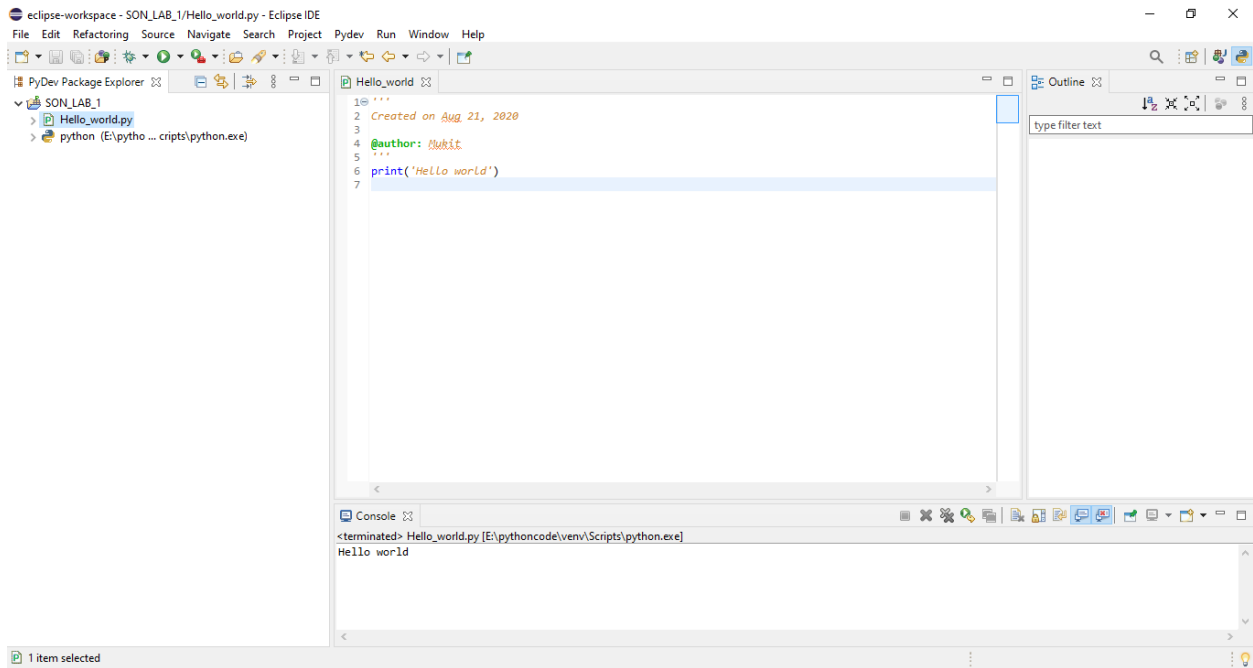 eclipse-workspace - SON_LAB_1/Hello_world.py - Eclipse IDE
File Edit Refactoring Source Navigate Search Project Pydev Run Window Help
PyDev Package Explorer
SON_LAB_1
Hello_world.py
python (E:\pytho ... cripts\python.exe)
Hello_world
1 '''
2 Created on Aug 21, 2020
3
4 @author: Mukit
5 '''
6 print('Hello world')
7
Outline
type filter text
Console
<terminated> Hello_world.py [E:\pythoncode\venv\Scripts\python.exe]
Hello world
1 item selected